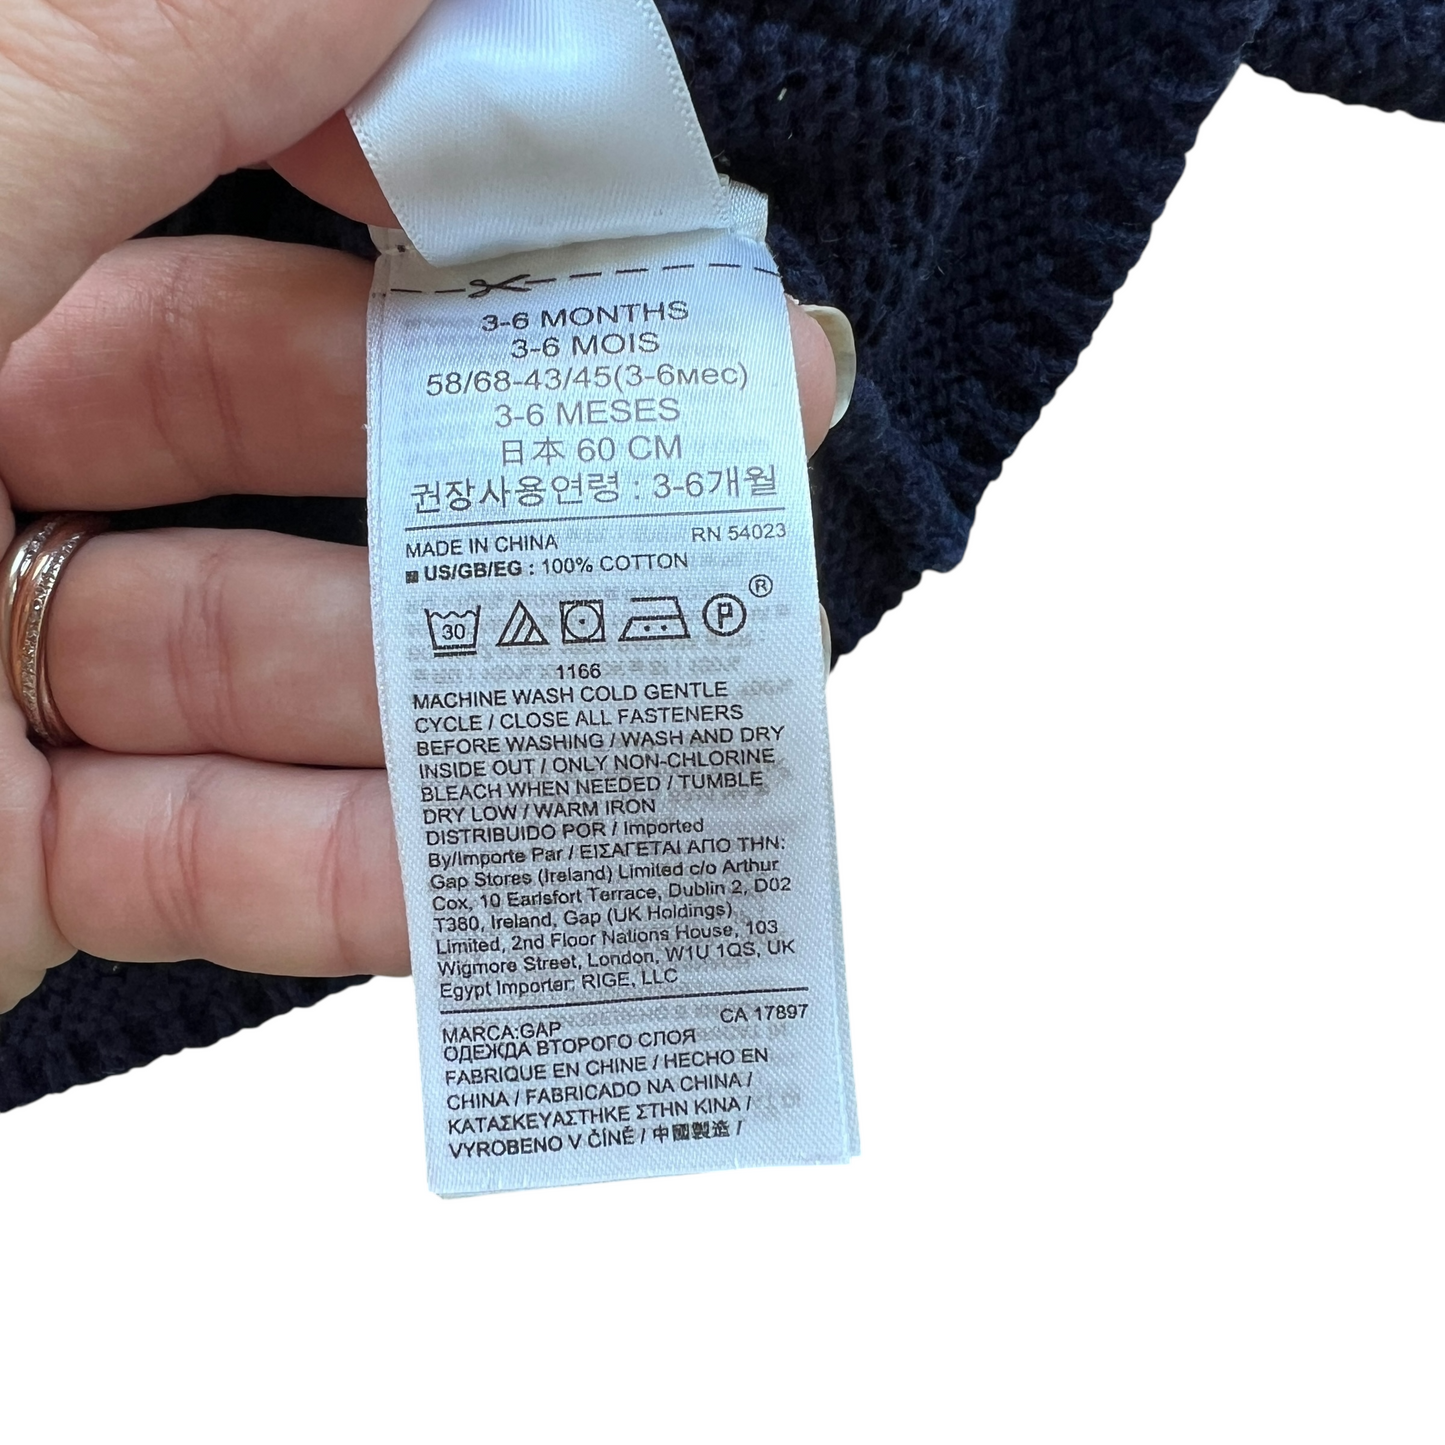 3-6 MONTHS
3-6 MOIS
58/68-43/45(3-6мес)
3-6 MESES
日本 60 CM
권장사용연령 : 3-6개월
MADE IN CHINA RN 54023
US/GB/EG : 100% COTTON
30 P ®
1166
MACHINE WASH COLD GENTLE
CYCLE / CLOSE ALL FASTENERS
BEFORE WASHING / WASH AND DRY
INSIDE OUT / ONLY NON-CHLORINE
BLEACH WHEN NEEDED / TUMBLE
DRY LOW / WARM IRON
DISTRIBUIDO POR / Imported
By/Importe Par / ΕΙΣΑΓΕΤΑΙ ΑΠΟ ΤΗΝ:
Gap Stores (Ireland) Limited c/o Arthur
Cox, 10 Earlsfort Terrace, Dublin 2, D02
T380, Ireland, Gap (UK Holdings)
Limited, 2nd Floor Nations House, 103
Wigmore Street, London, W1U 1QS, UK
Egypt Importer: RIGE, LLC
MARCA:GAP CA 17897
ОДЕЖДА ВТОРОГО СЛОЯ
FABRIQUE EN CHINE / HECHO EN
CHINA / FABRICADO NA CHINA /
ΚΑΤΑΣΚΕΥΑΣΤΗΚΕ ΣΤΗΝ ΚΙΝΑ /
VYROBENO V ČÍNĚ / 中國製造 /